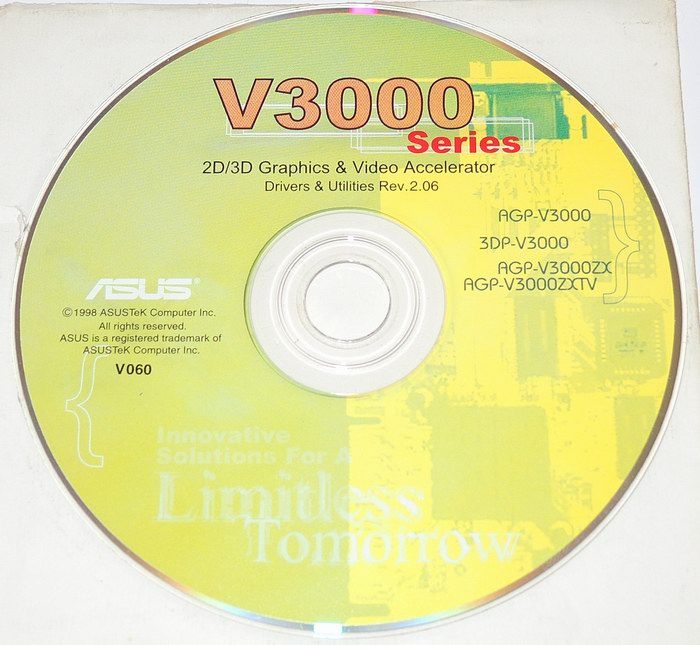 V3000
Series
2D/3D Graphics & Video Accelerator
Drivers & Utilities Rev.2.06
AGP-V3000
3DP-V3000
AGP-V3000ZX
AGP-V3000ZXTV
ASUS®
©1998 ASUSTeK Computer Inc.
All rights reserved.
ASUS is a registered trademark of
ASUSTeK Computer Inc.
V060
Innovative
Solutions For A
Limitless
Tomorrow